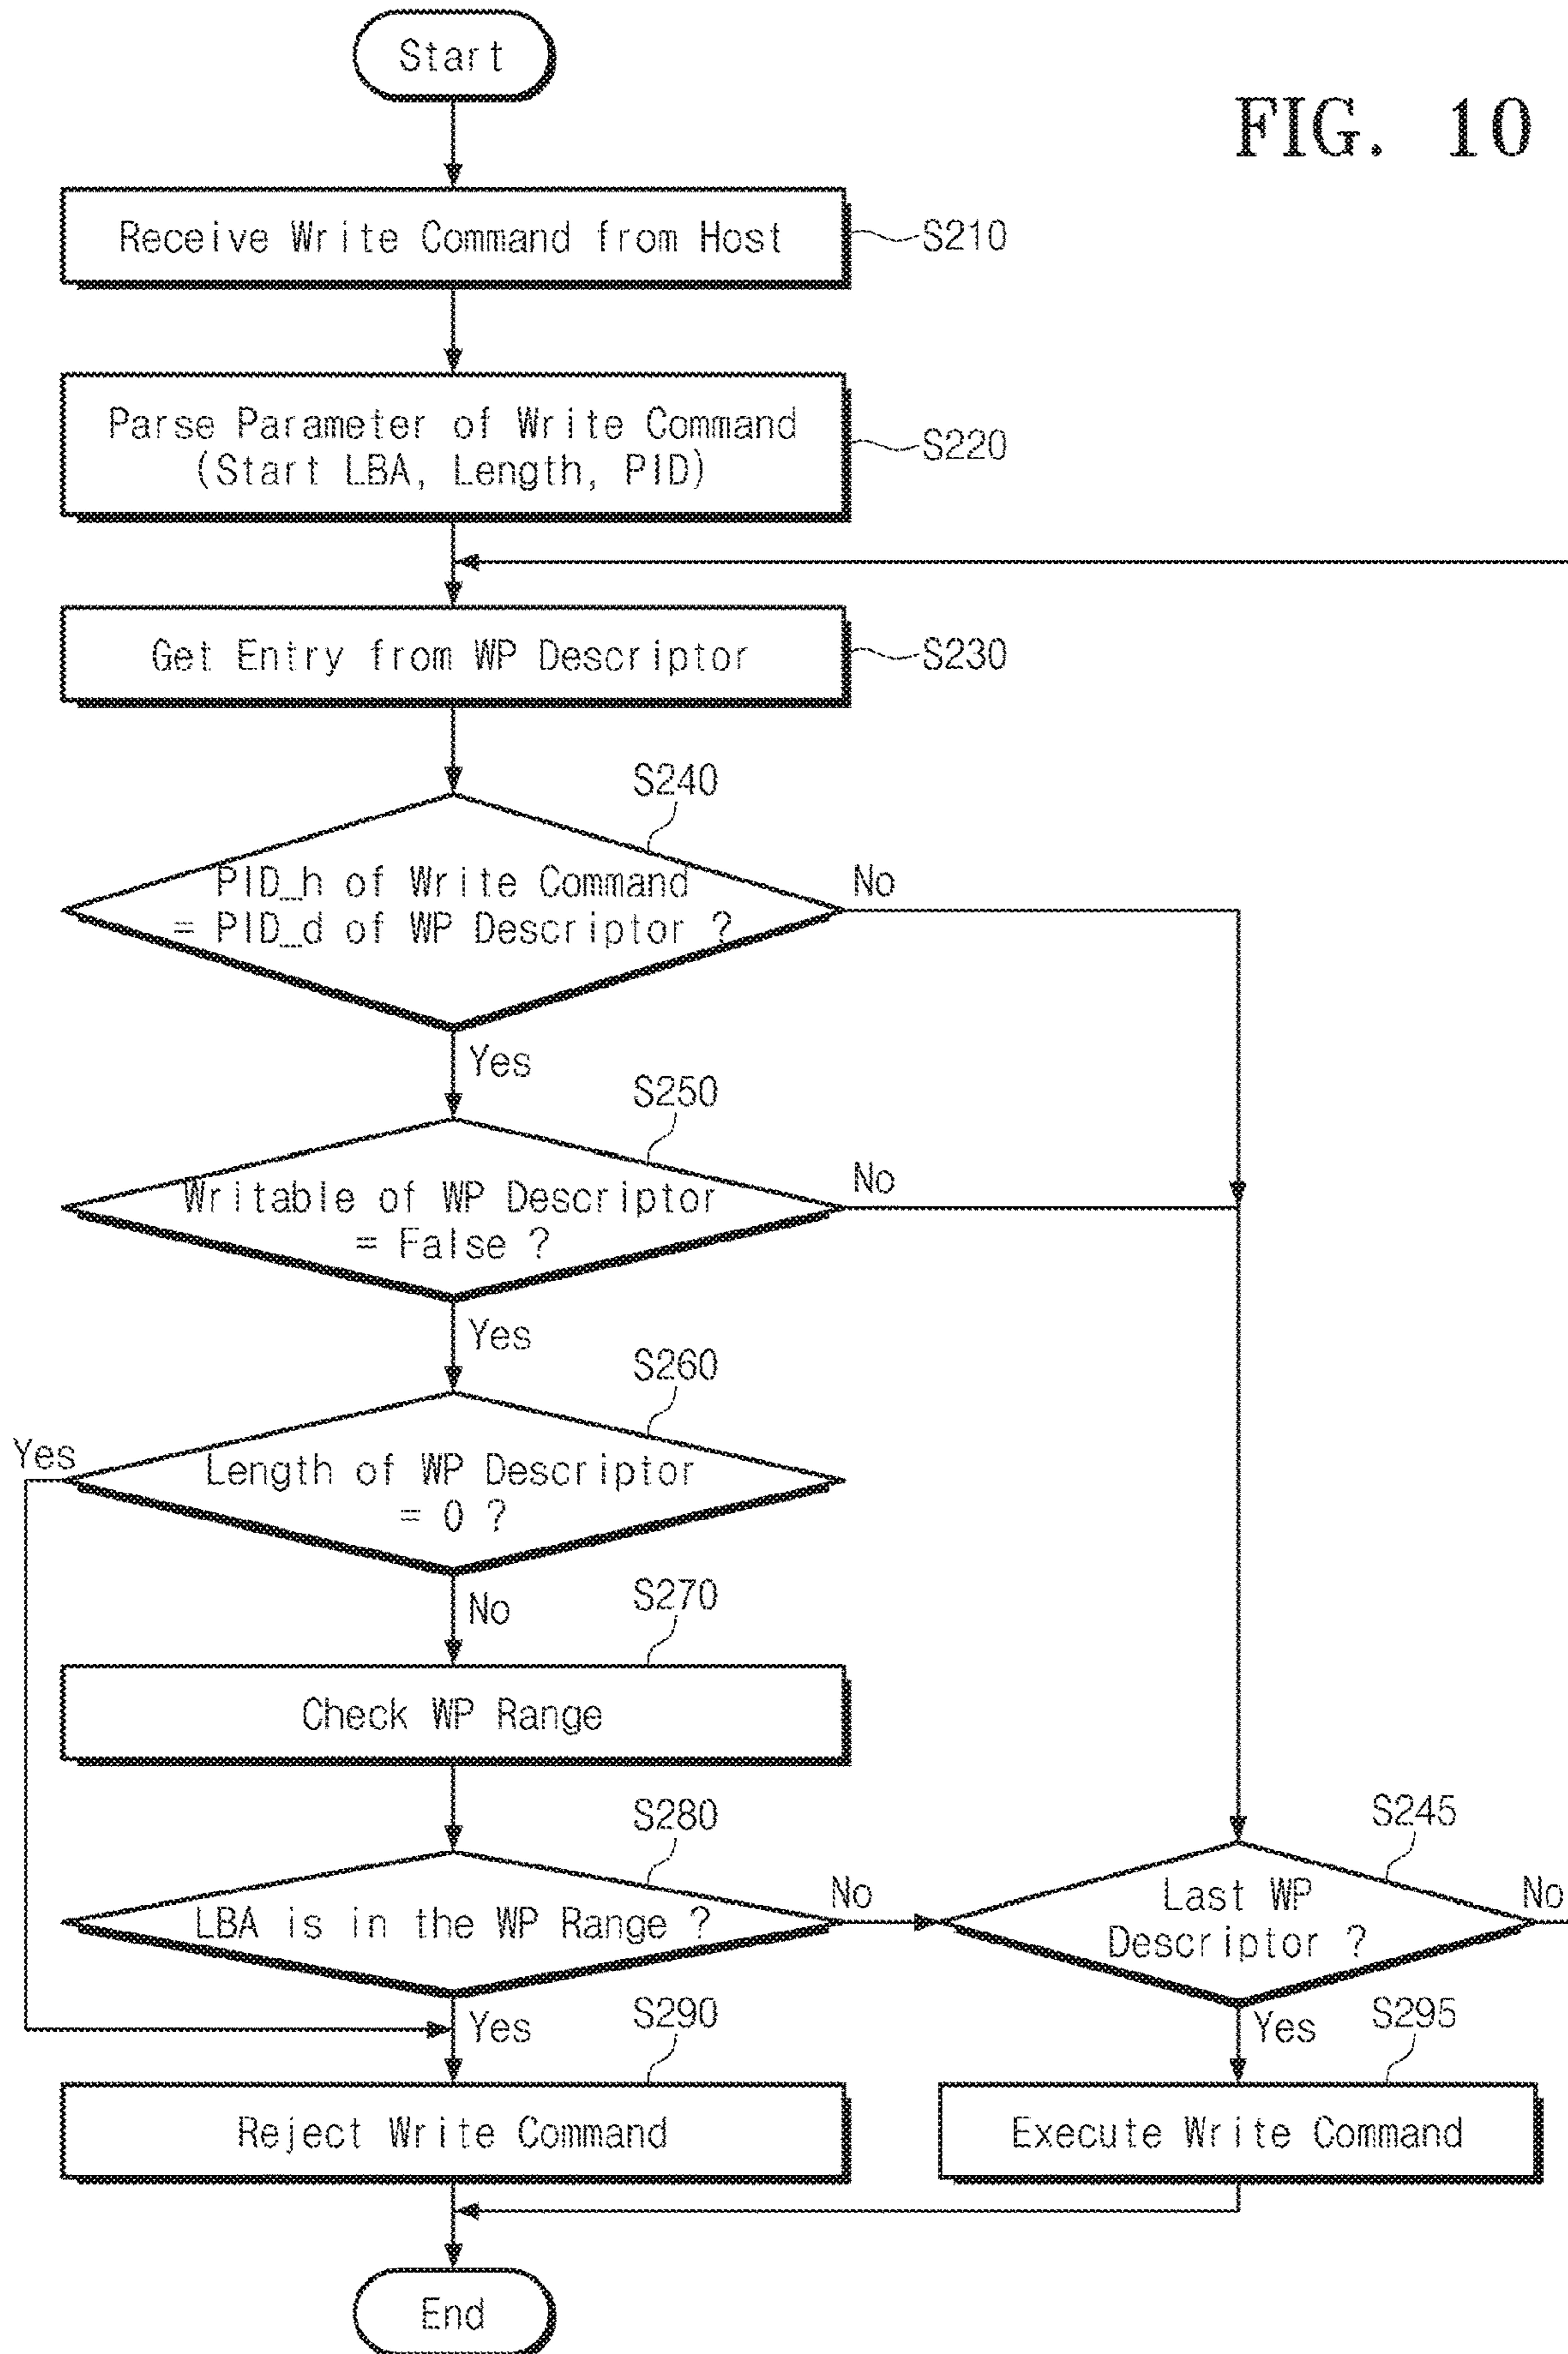 Start
FIG. 10
Receive Write Command from Host
S210
Parse Parameter of Write Command
(Start LBA, Length, PID)
S220
Get Entry from WP Descriptor
S230
S240
PID_h of Write Command
= PID_d of WP Descriptor ?
No
Yes
S250
Writable of WP Descriptor
= False ?
No
Yes
S260
Yes
Length of WP Descriptor
= 0 ?
No
S270
Check WP Range
S280
LBA is in the WP Range ?
No
S245
Last WP
Descriptor ?
No
Yes
S290
Yes
S295
Reject Write Command
Execute Write Command
End